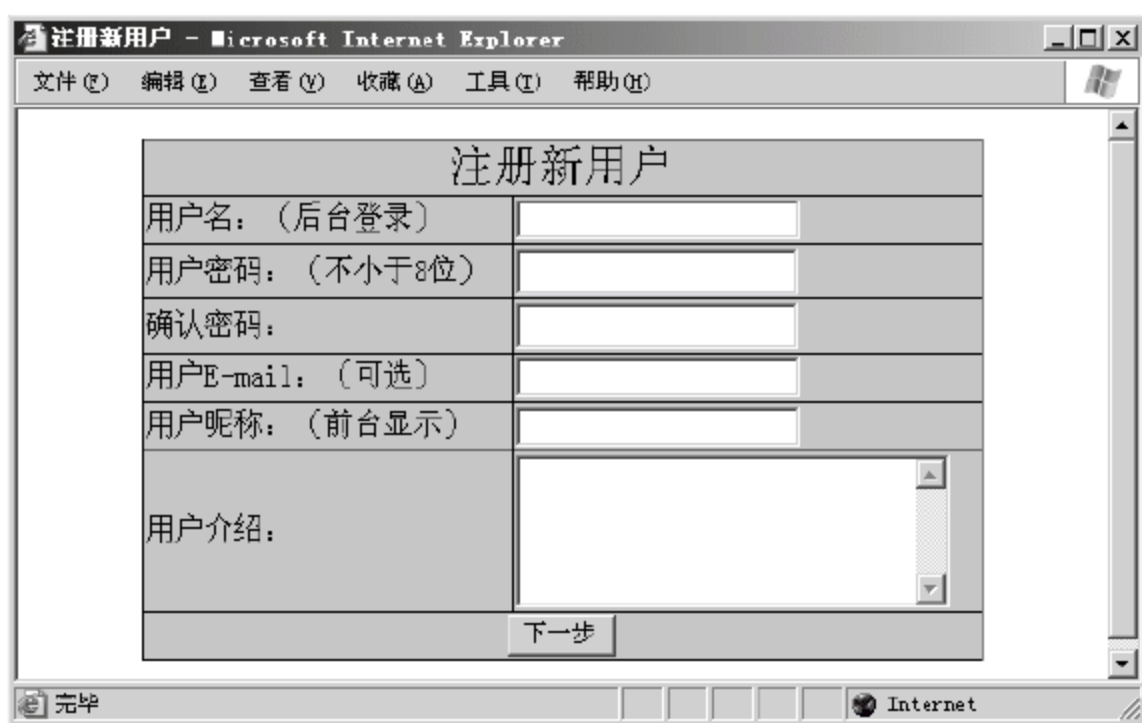 注册新用户 - Microsoft Internet Explorer
文件(F) 编辑(E) 查看(V) 收藏(A) 工具(T) 帮助(H)
注册新用户
用户名：（后台登录）
用户密码：（不小于8位）
确认密码：
用户E-mail：（可选）
用户昵称：（前台显示）
用户介绍：
下一步
完毕 Internet